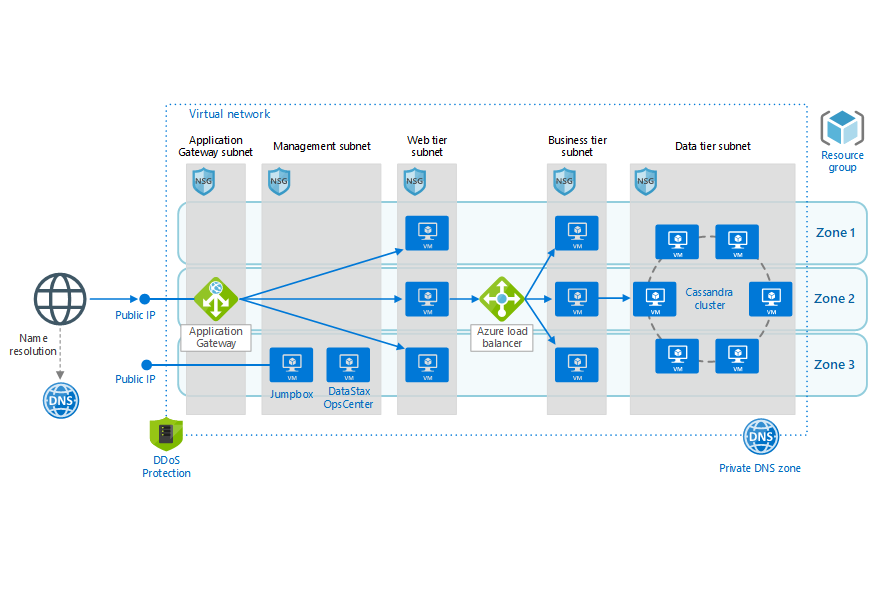 Virtual network
Application
Gateway subnet
Management subnet
Web tier
subnet
Business tier
subnet
Data tier subnet
Resource
group
NSG
NSG
NSG
NSG
NSG
Zone 1
VM
VM
VM
VM
Zone 2
Public IP
Application
Gateway
VM
Azure load
balancer
VM
VM
Cassandra
cluster
VM
Name
resolution
Zone 3
Public IP
VM
Jumpbox
VM
DataStax
OpsCenter
VM
VM
VM
VM
DNS
DDoS
Protection
DNS
Private DNS zone